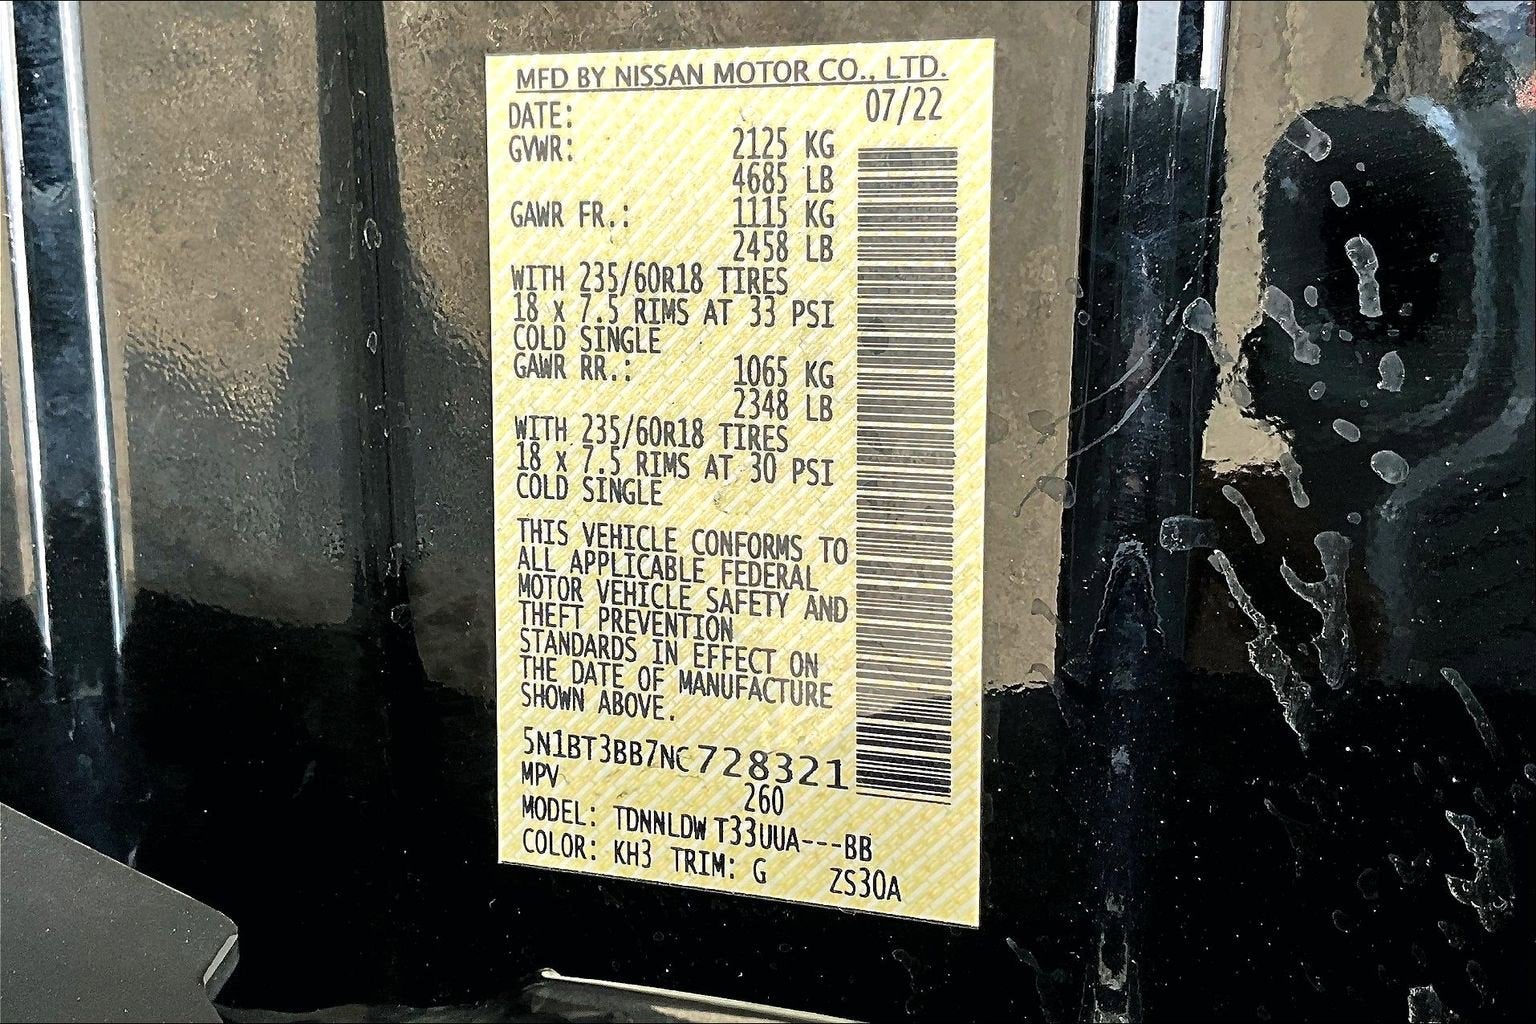 MFD BY NISSAN MOTOR CO., LTD.
DATE: 07/22
GVWR: 2125 KG
4685 LB
GAWR FR.: 1115 KG
2458 LB
WITH 235/60R18 TIRES
18 x 7.5 RIMS AT 33 PSI
COLD SINGLE
GAWR RR.: 1065 KG
2348 LB
WITH 235/60R18 TIRES
18 x 7.5 RIMS AT 30 PSI
COLD SINGLE
THIS VEHICLE CONFORMS TO
ALL APPLICABLE FEDERAL
MOTOR VEHICLE SAFETY AND
THEFT PREVENTION
STANDARDS IN EFFECT ON
THE DATE OF MANUFACTURE
SHOWN ABOVE.
5N1BT3BB7NC728321
MPV 260
MODEL: TDNNLDW T33UUA---BB
COLOR: KH3 TRIM: G ZS30A